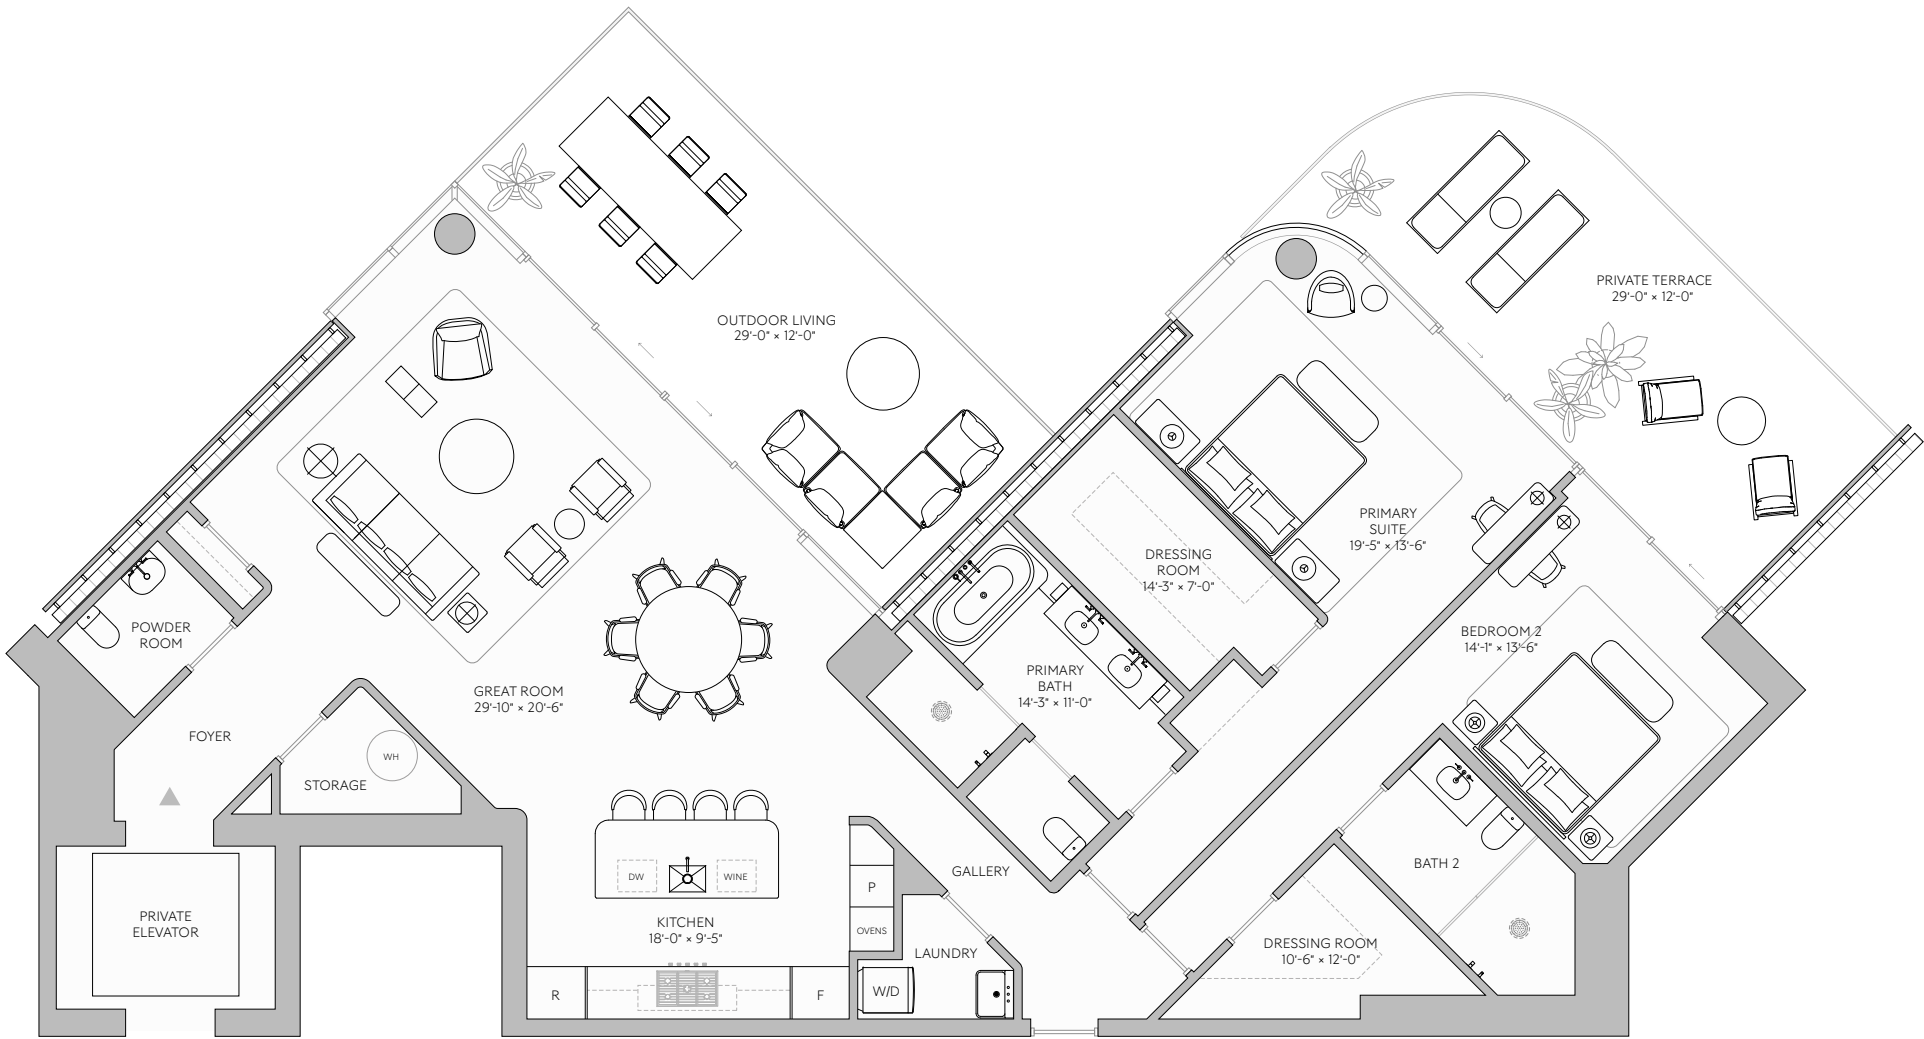 OUTDOOR LIVING
29'-0" × 12'-0"
PRIVATE TERRACE
29'-0" × 12'-0"
PRIMARY
SUITE
19'-5" × 13'-6"
DRESSING
ROOM
14'-3" × 7'-0"
POWDER
ROOM
BEDROOM 2
14'-1" × 13'-6"
PRIMARY
BATH
14'-3" × 11'-0"
GREAT ROOM
29'-10" × 20'-6"
FOYER
WH
STORAGE
DW
WINE
P
GALLERY
BATH 2
PRIVATE
ELEVATOR
KITCHEN
18'-0" × 9'-5"
OVENS
LAUNDRY
DRESSING ROOM
10'-6" × 12'-0"
R
F
W/D